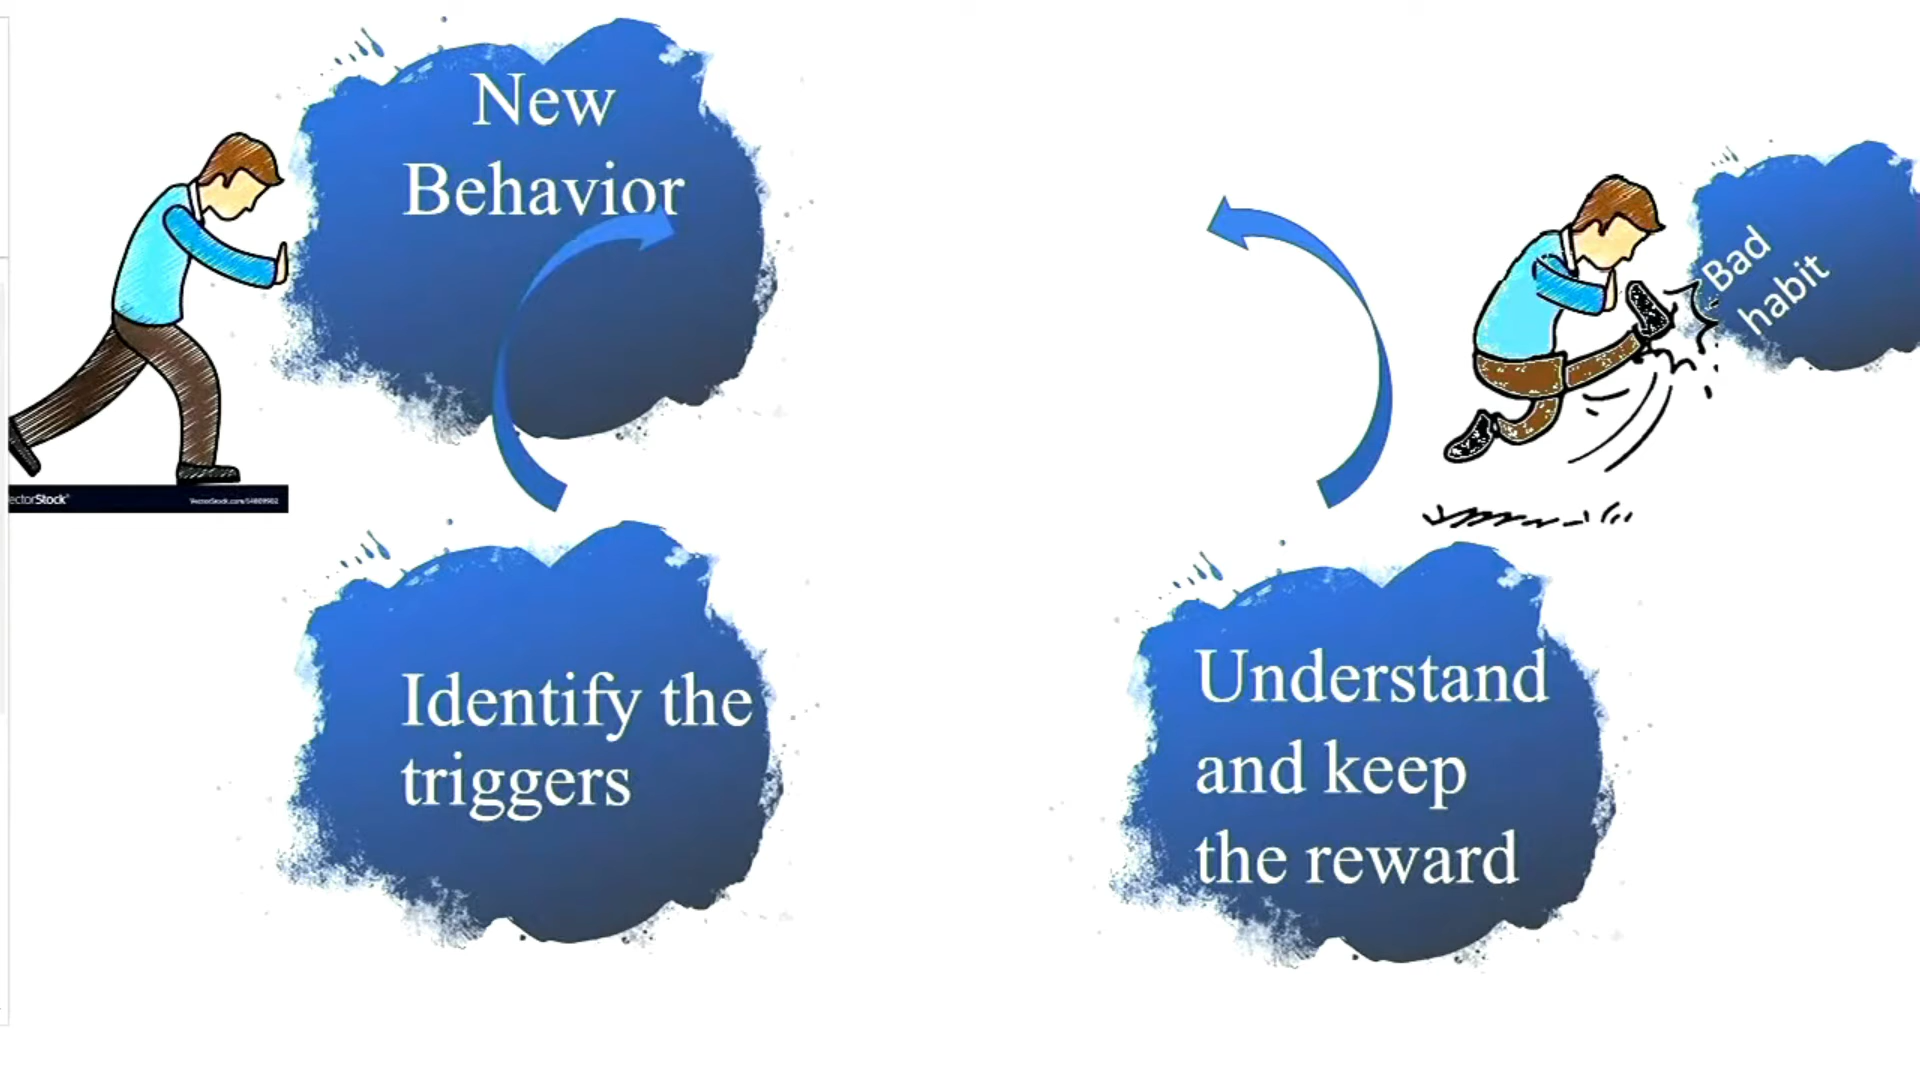 New
Behavior
Bad
habit
ectorStock®
Identify the
triggers
Understand
and keep
the reward